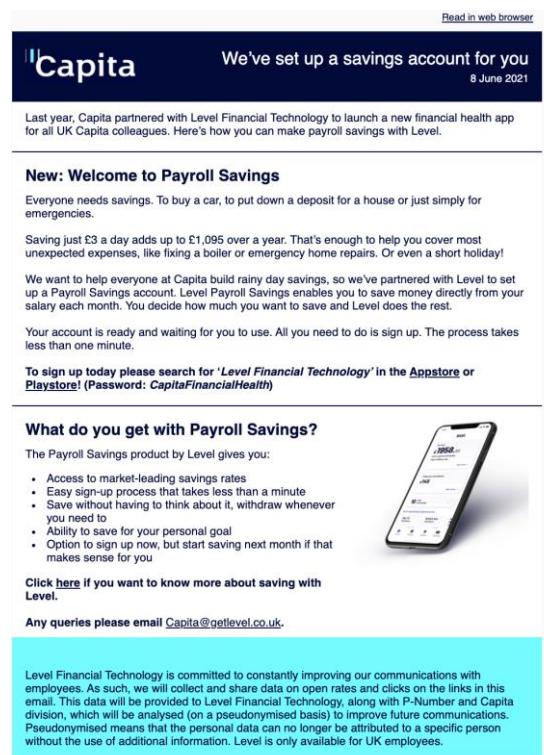 Read in web browser
Capita
We've set up a savings account for you
8 June 2021
Last year, Capita partnered with Level Financial Technology to launch a new financial health app
for all UK Capita colleagues. Here's how you can make payroll savings with Level.
New: Welcome to Payroll Savings
Everyone needs savings. To buy a car, to put down a deposit for a house or just simply for
emergencies.
Saving just £3 a day adds up to £1,095 over a year. That's enough to help you cover most
unexpected expenses, like fixing a boiler or emergency home repairs. Or even a short holiday!
We want to help everyone at Capita build rainy day savings, so we've partnered with Level to set
up a Payroll Savings account. Level Payroll Savings enables you to save money directly from your
salary each month. You decide how much you want to save and Level does the rest.
Your account is ready and waiting for you to use. All you need to do is sign up. The process takes
less than one minute.
To sign up today please search for 'Level Financial Technology' in the Appstore or
Playstore! (Password: CapitaFinancialHealth)
What do you get with Payroll Savings?
The Payroll Savings product by Level gives you:
• Access to market-leading savings rates
• Easy sign-up process that takes less than a minute
• Save without having to think about it, withdraw whenever
you need to
• Ability to save for your personal goal
• Option to sign up now, but start saving next month if that
makes sense for you
Click here if you want to know more about saving with
Level.
Any queries please email Capita@getlevel.co.uk.
Level Financial Technology is committed to constantly improving our communications with
employees. As such, we will collect and share data on open rates and clicks on the links in this
email. This data will be provided to Level Financial Technology, along with P-Number and Capita
division, which will be analysed (on a pseudonymised basis) to improve future communications.
Pseudonymised means that the personal data can no longer be attributed to a specific person
without the use of additional information. Level is only available for UK employees.